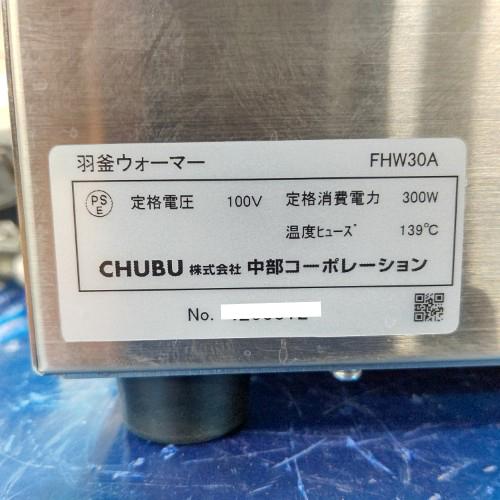 羽釜ウォーマー FHW30A
PS E 定格電圧 100V 定格消費電力 300W
温度ヒューズ 139℃
CHUBU 株式会社 中部コーポレーション
No.